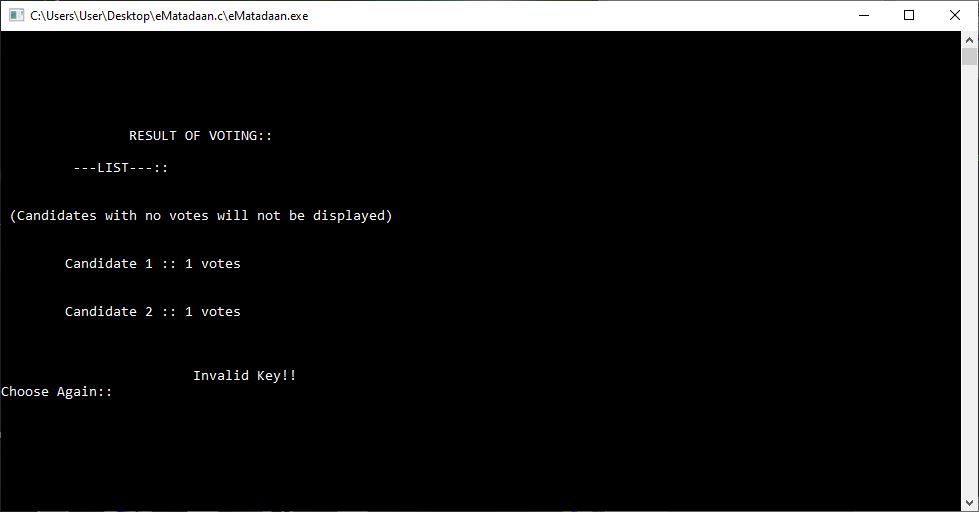 C:\Users\User\Desktop\eMatadaan.c\eMatadaan.exe
RESULT OF VOTING::
---LIST---::
(Candidates with no votes will not be displayed)
Candidate 1 :: 1 votes
Candidate 2 :: 1 votes
Invalid Key!!
Choose Again::